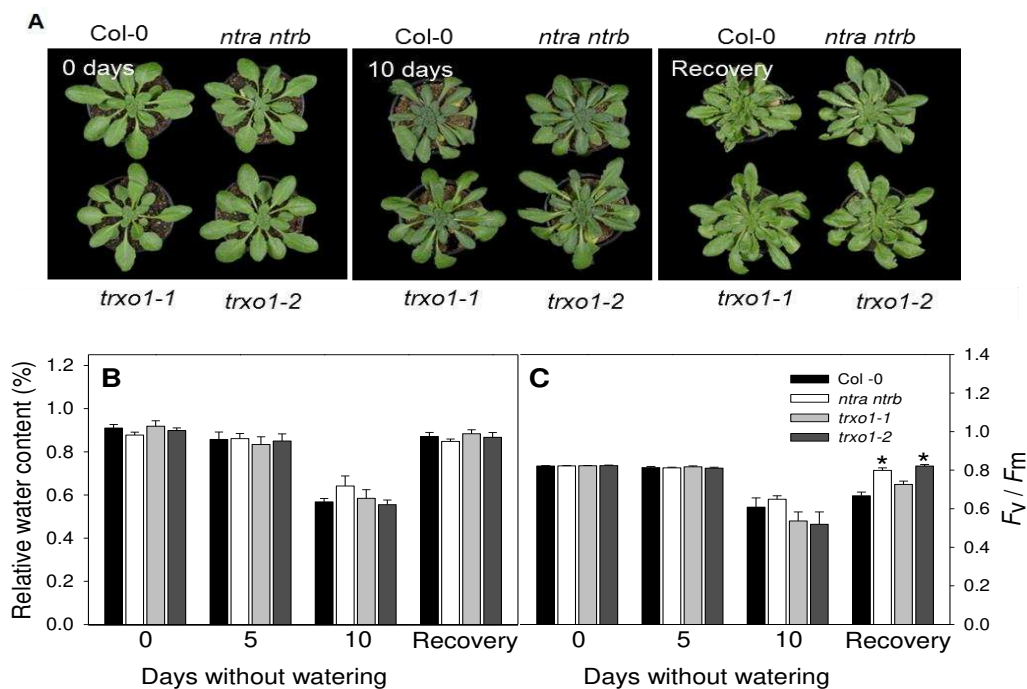 A
Col-0 ntra ntrb Col-0 ntra ntrb Col-0 ntra ntrb
0 days 10 days Recovery
trxo1-1 trxo1-2 trxo1-1 trxo1-2 trxo1-1 trxo1-2
B
Relative water content (%)
1.2
1.0
0.8
0.6
0.4
0.2
0.0
0 5 10 Recovery
Days without watering
C
Col -0
ntra ntrb
trxo1-1
trxo1-2
* *
1.4
1.2
1.0
0.8
0.6
0.4
0.2
0.0
Fv / Fm
0 5 10 Recovery
Days without watering